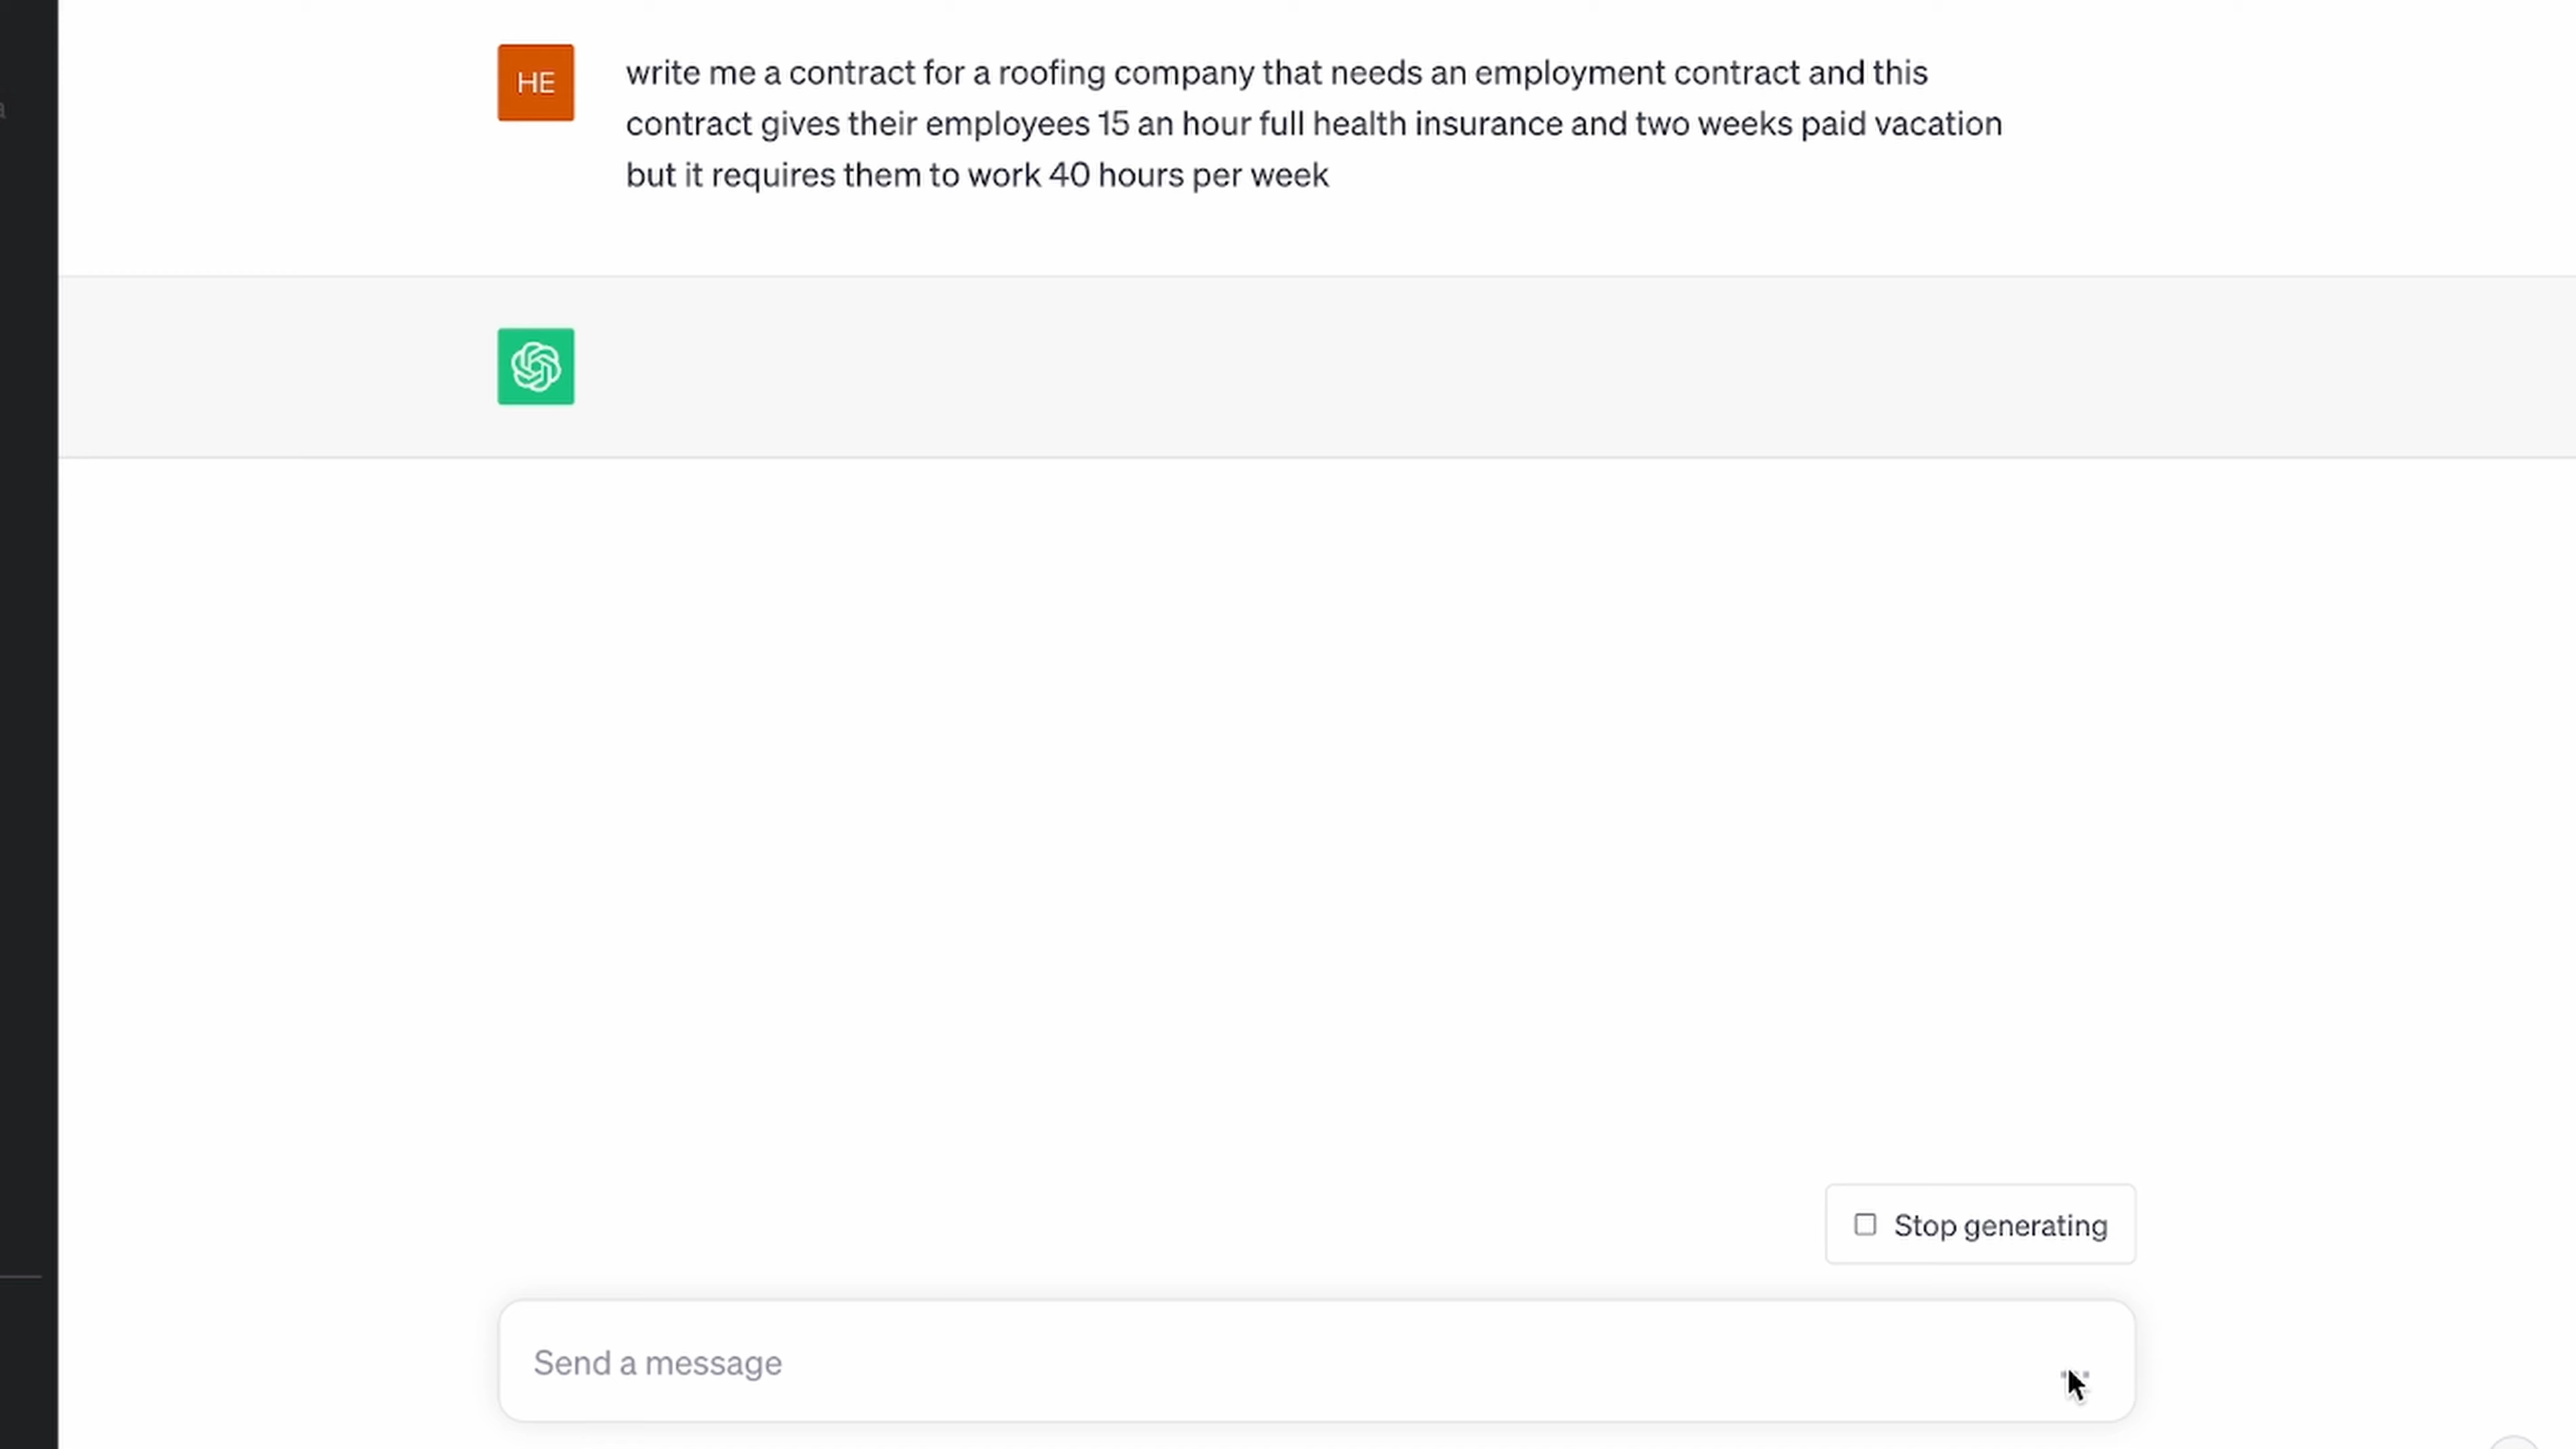 HE
write me a contract for a roofing company that needs an employment contract and this
contract gives their employees 15 an hour full health insurance and two weeks paid vacation
but it requires them to work 40 hours per week
Stop generating
Send a message